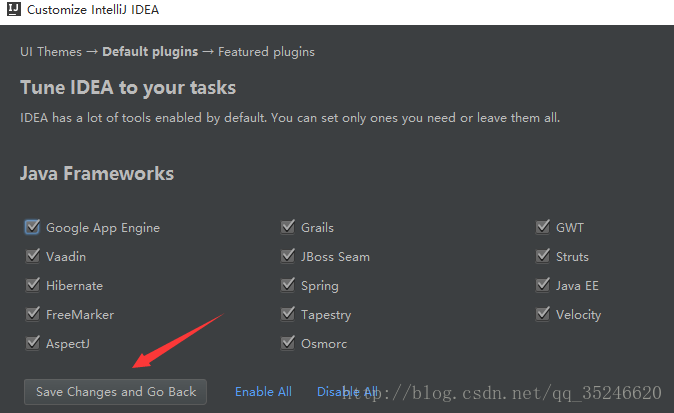 IJ Customize IntelliJ IDEA
UI Themes → Default plugins → Featured plugins
Tune IDEA to your tasks
IDEA has a lot of tools enabled by default. You can set only ones you need or leave them all.
Java Frameworks
Google App Engine Grails GWT
Vaadin JBoss Seam Struts
Hibernate Spring Java EE
FreeMarker Tapestry Velocity
AspectJ Osmorc
Save Changes and Go Back Enable All Disable All
http://blog.csdn.net/qq_35246620